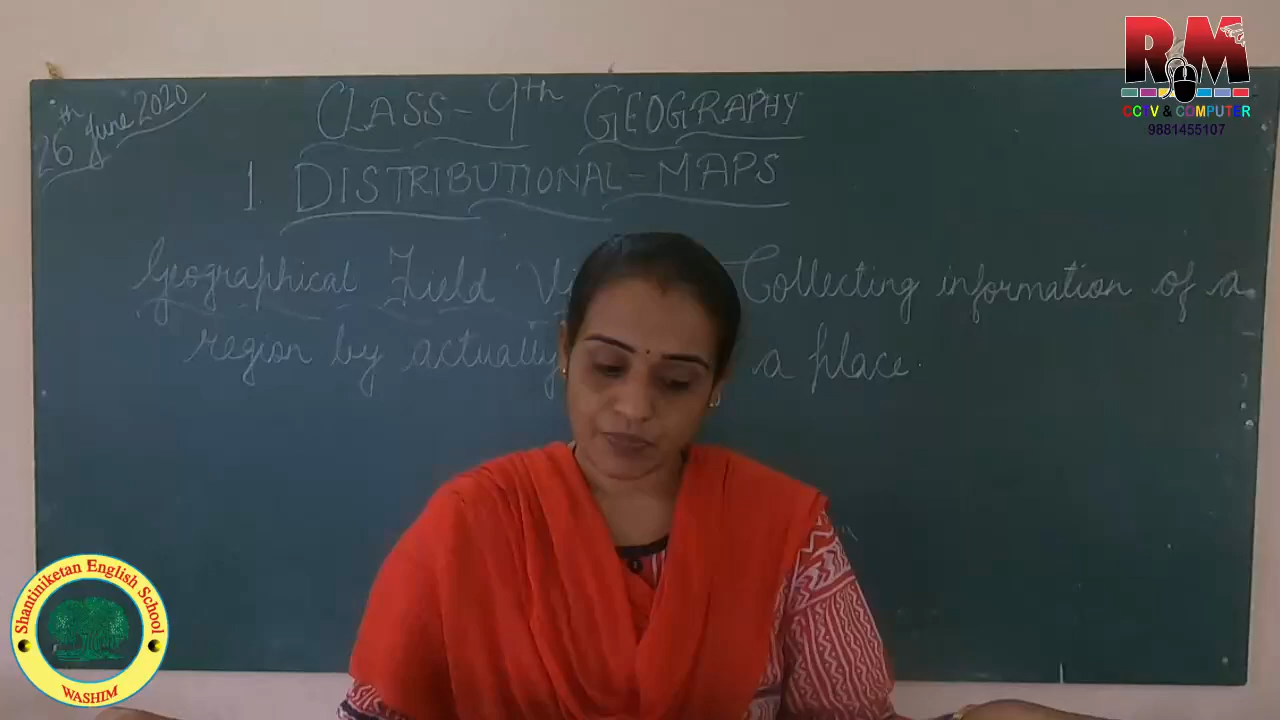 26th June 2020
CLASS - 9th GEOGRAPHY
1. DISTRIBUTIONAL - MAPS
Geographical Field Collecting information of a
region by actually a place.
RM
CCTV & COMPUTER
9881455107
Shantiniketan English School
WASHIM